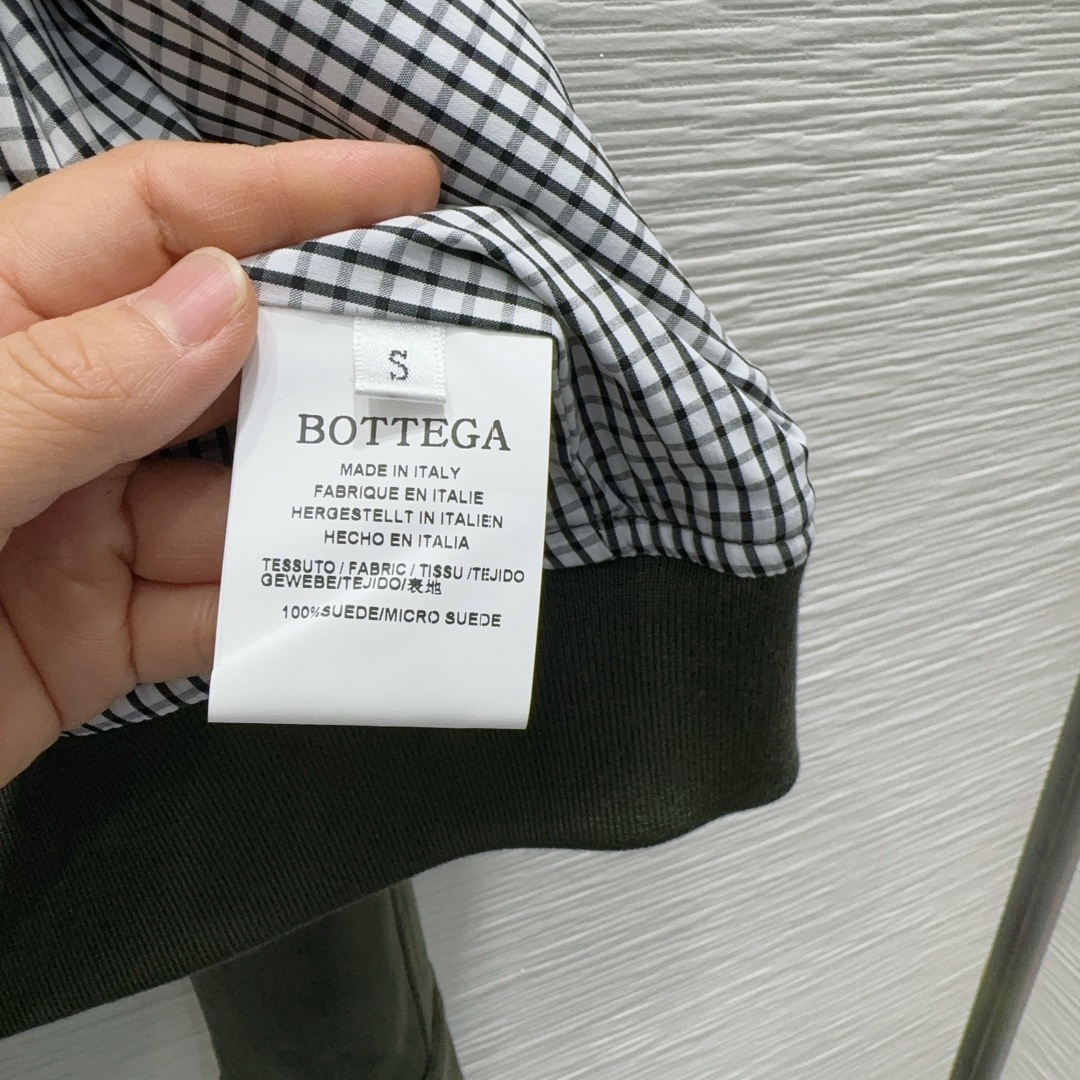 S
BOTTEGA
MADE IN ITALY
FABRIQUE EN ITALIE
HERGESTELLT IN ITALIEN
HECHO EN ITALIA
TESSUTO / FABRIC / TISSU /TEJIDO
GEWEBE/TEJIDO/表地
100%SUEDE/MICRO SUEDE